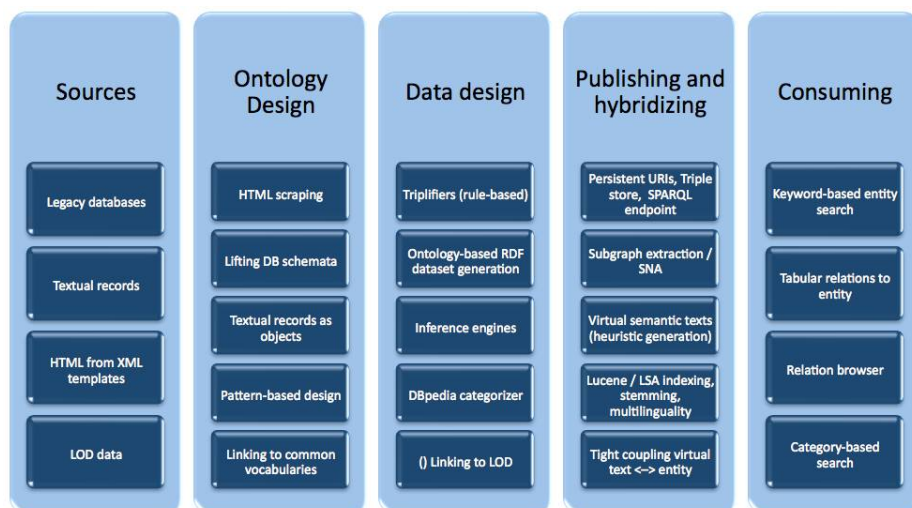 Sources
Legacy databases
Textual records
HTML from XML
templates
LOD data
Ontology
Design
HTML scraping
Lifting DB schemata
Textual records as
objects
Pattern-based design
Linking to common
vocabularies
Data design
Triplifiers (rule-based)
Ontology-based RDF
dataset generation
Inference engines
DBpedia categorizer
() Linking to LOD
Publishing and
hybridizing
Persistent URIs, Triple
store, SPARQL
endpoint
Subgraph extraction /
SNA
Virtual semantic texts
(heuristic generation)
Lucene / LSA indexing,
stemming,
multilinguality
Tight coupling virtual
text <--> entity
Consuming
Keyword-based entity
search
Tabular relations to
entity
Relation browser
Category-based
search